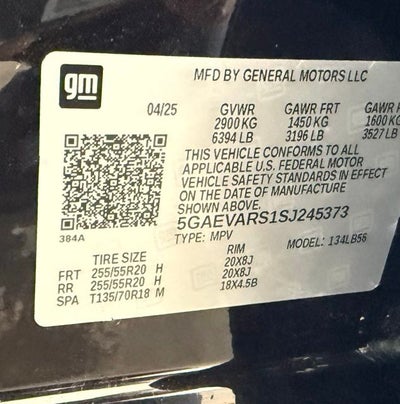 gm
MFD BY GENERAL MOTORS LLC
04/25 GVWR GAWR FRT GAWR
2900 KG 1450 KG 1600 KG
6394 LB 3196 LB 3527 LB
THIS VEHICLE CONFORMS TO ALL
APPLICABLE U.S. FEDERAL MOTOR
VEHICLE SAFETY STANDARDS IN EFFECT
ON THE DATE OF MANUFACTURE
SHOWN ABOVE.
5GAEVARS1SJ245373
384A
TYPE: MPV MODEL: 134LB56
TIRE SIZE RIM
FRT 255/55R20 H 20X8J
RR 255/55R20 H 20X8J
SPA T135/70R18 M 18X4.5B